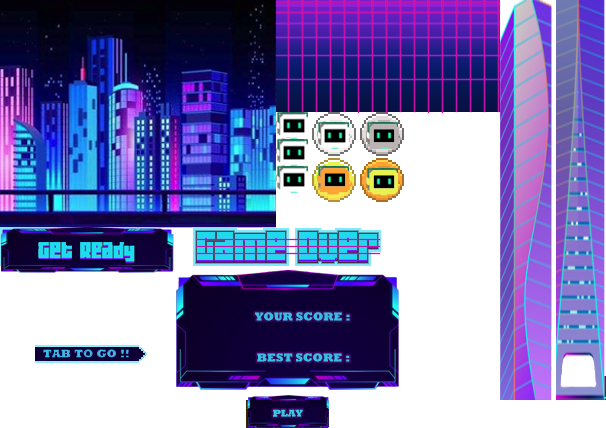 Get Ready
Game Over
YOUR SCORE :
TAB TO GO !!
BEST SCORE :
PLAY